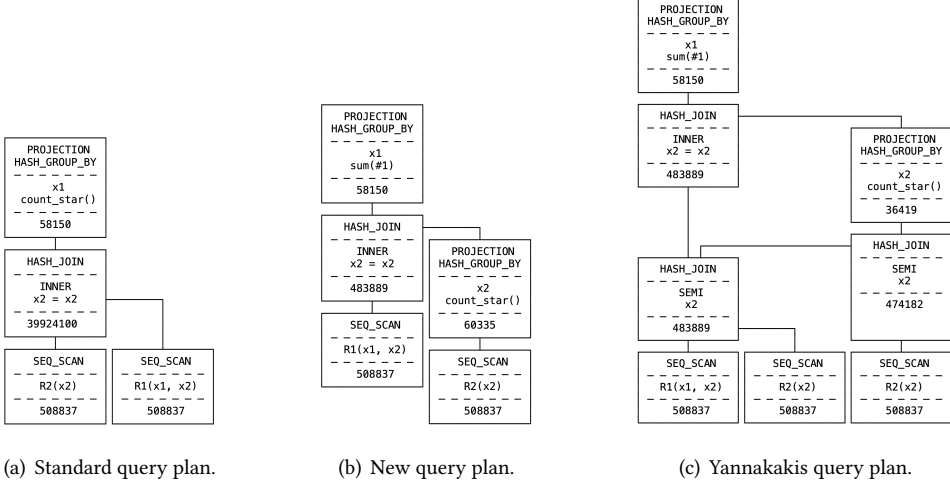 PROJECTION
HASH_GROUP_BY
x1
count_star()
58150
HASH_JOIN
INNER
x2 = x2
39924100
SEQ_SCAN
R2(x2)
508837
SEQ_SCAN
R1(x1, x2)
508837
(a) Standard query plan.
PROJECTION
HASH_GROUP_BY
x1
sum(#1)
58150
HASH_JOIN
INNER
x2 = x2
483889
PROJECTION
HASH_GROUP_BY
x2
count_star()
60335
SEQ_SCAN
R1(x1, x2)
508837
SEQ_SCAN
R2(x2)
508837
(b) New query plan.
PROJECTION
HASH_GROUP_BY
x1
sum(#1)
58150
HASH_JOIN
INNER
x2 = x2
483889
PROJECTION
HASH_GROUP_BY
x2
count_star()
36419
HASH_JOIN
SEMI
x2
483889
HASH_JOIN
SEMI
x2
474182
SEQ_SCAN
R1(x1, x2)
508837
SEQ_SCAN
R2(x2)
508837
SEQ_SCAN
R2(x2)
508837
(c) Yannakakis query plan.